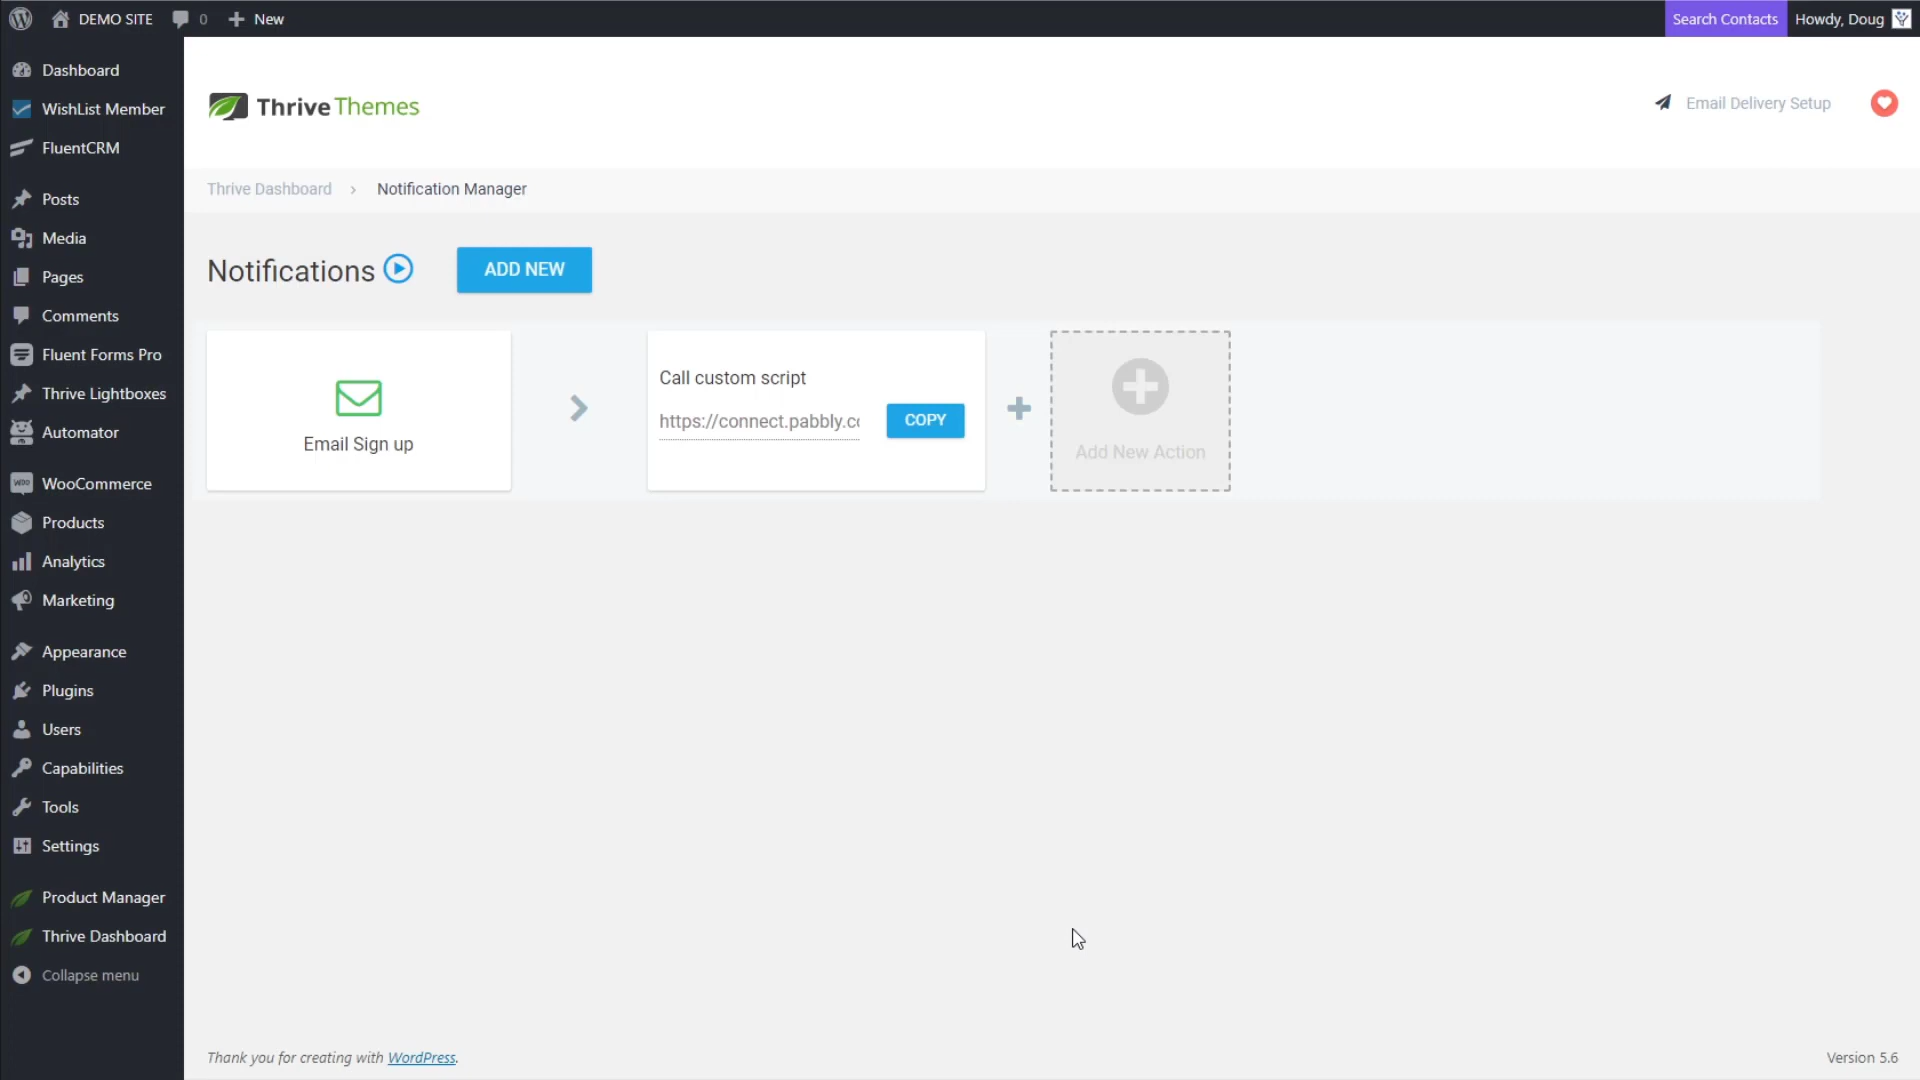 DEMO SITE
0
New
Search Contacts
Howdy, Doug
Dashboard
WishList Member
FluentCRM
Posts
Media
Pages
Comments
Fluent Forms Pro
Thrive Lightboxes
Automator
WooCommerce
Products
Analytics
Marketing
Appearance
Plugins
Users
Capabilities
Tools
Settings
Product Manager
Thrive Dashboard
Collapse menu
Thrive Themes
Email Delivery Setup
Thrive Dashboard › Notification Manager
Notifications
ADD NEW
Email Sign up
Call custom script
https://connect.pabbly.co
COPY
Add New Action
Thank you for creating with WordPress.
Version 5.6